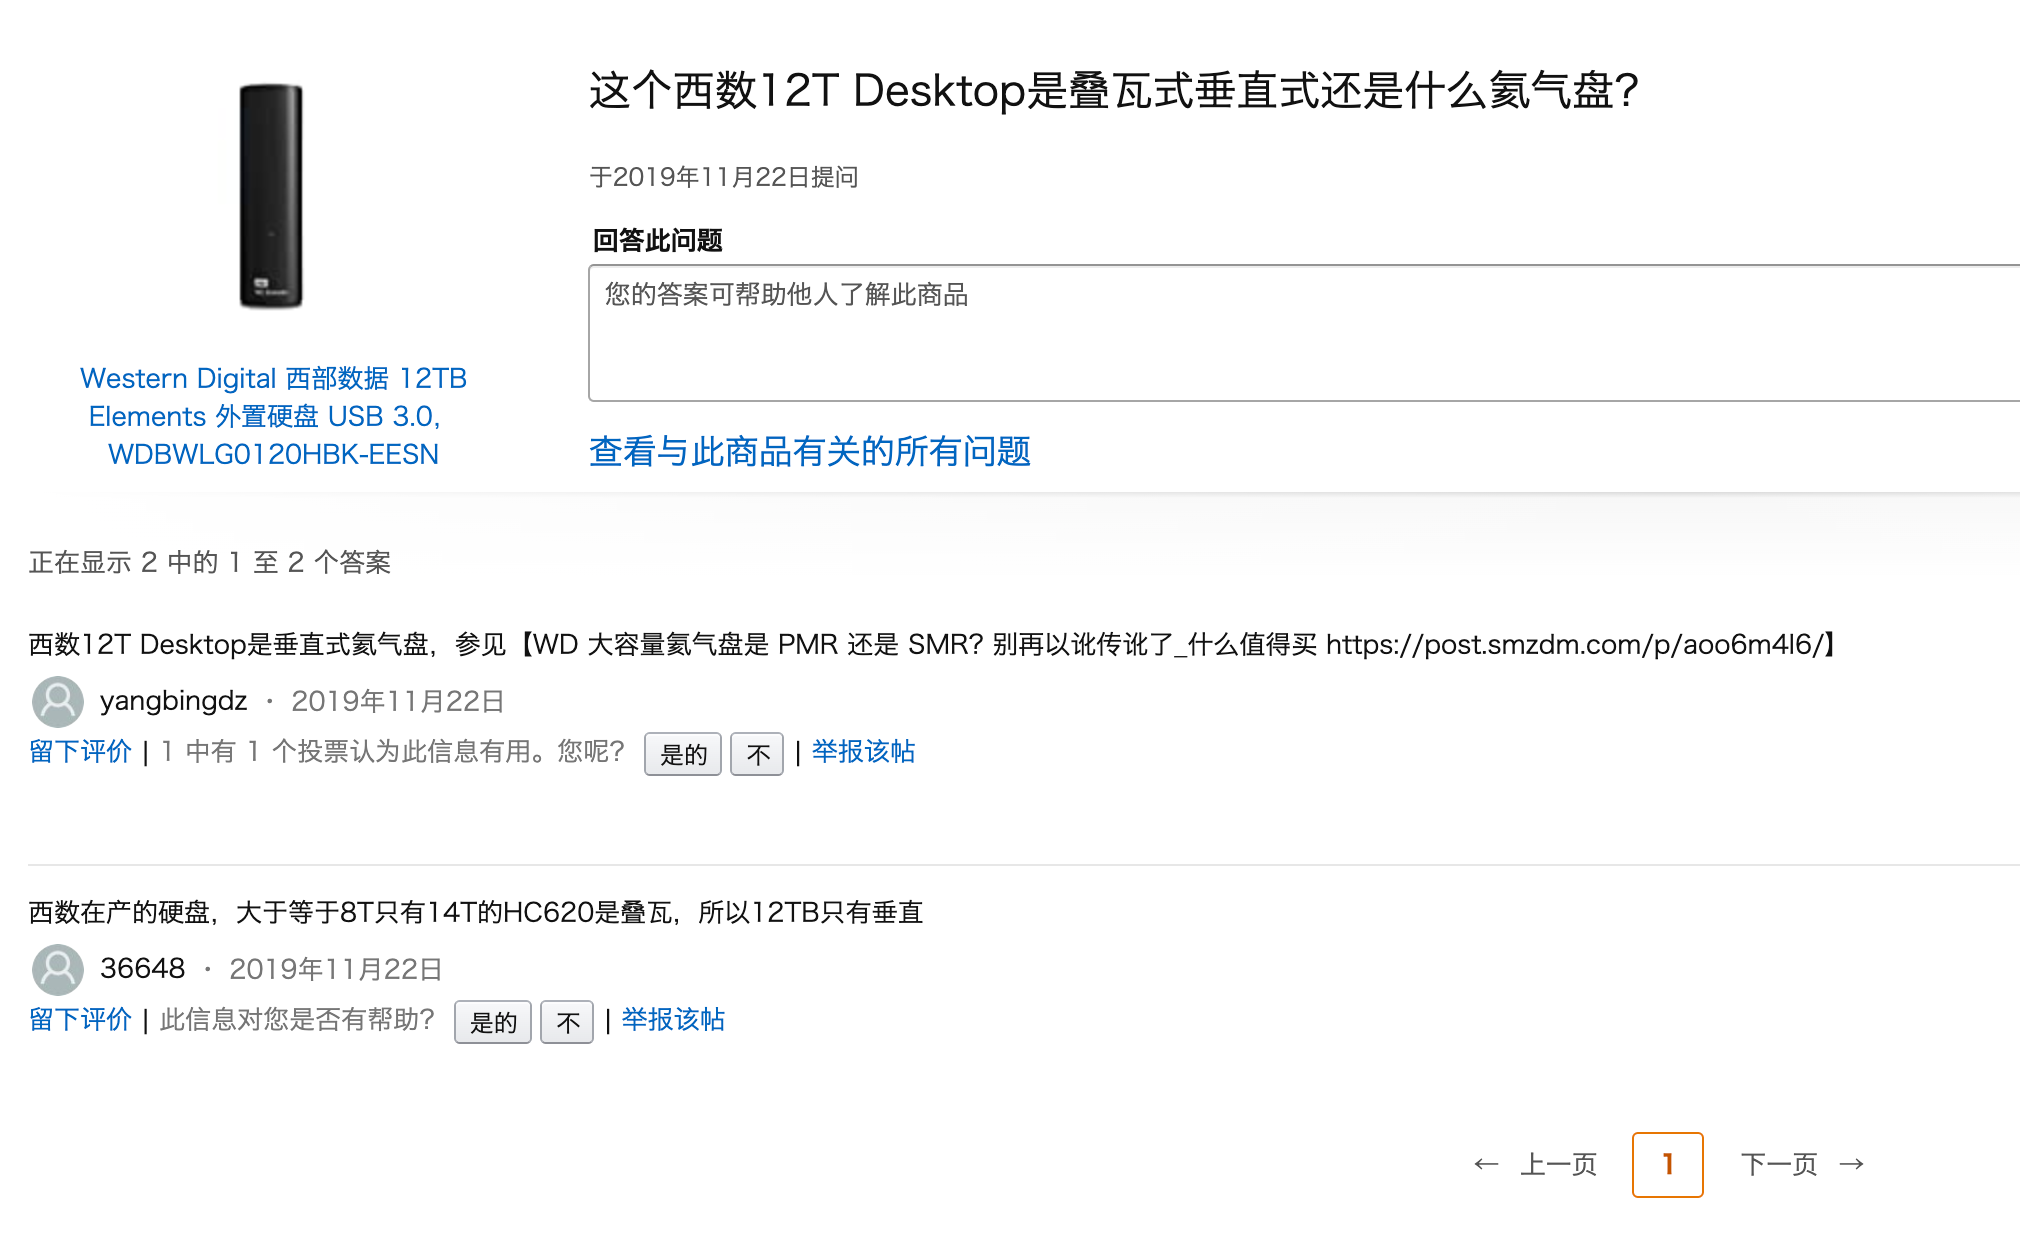 这个西数12T Desktop是叠瓦式垂直式还是什么氦气盘?
于2019年11月22日提问
回答此问题
您的答案可帮助他人了解此商品
Western Digital 西部数据 12TB
Elements 外置硬盘 USB 3.0,
WDBWLG0120HBK-EESN
查看与此商品有关的所有问题
正在显示 2 中的 1 至 2 个答案
西数12T Desktop是垂直式氦气盘，参见【WD 大容量氦气盘是 PMR 还是 SMR? 别再以讹传讹了_什么值得买 https://post.smzdm.com/p/aoo6m4l6/】
yangbingdz · 2019年11月22日
留下评价 | 1 中有 1 个投票认为此信息有用。您呢? 是的 不 | 举报该帖
西数在产的硬盘，大于等于8T只有14T的HC620是叠瓦，所以12TB只有垂直
36648 · 2019年11月22日
留下评价 | 此信息对您是否有帮助? 是的 不 | 举报该帖
← 上一页 1 下一页 →